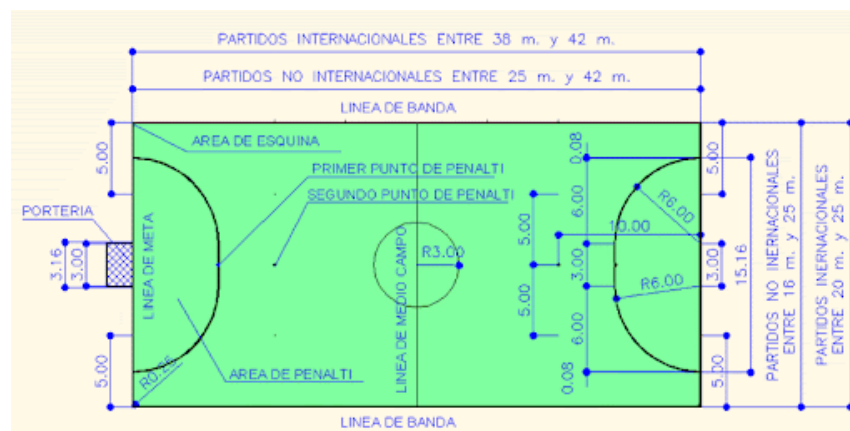 PARTIDOS INTERNACIONALES ENTRE 38 m. y 42 m.
PARTIDOS NO INTERNACIONALES ENTRE 25 m. y 42 m.
LINEA DE BANDA
AREA DE ESQUINA
PRIMER PUNTO DE PENALTI
SEGUNDO PUNTO DE PENALTI
PORTERIA
LINEA DE META
LINEA DE MEDIO CAMPO
AREA DE PENALTI
5.00
3.16
3.00
5.00
R0.25
R3.00
5.00
5.00
10.00
0.08
6.00
3.00
6.00
0.08
R6.00
R6.00
5.00
3.00
5.00
15.16
PARTIDOS NO INERNACIONALES
ENTRE 16 m. y 25 m.
PARTIDOS INERNACIONALES
ENTRE 20 m. y 25 m.
LINEA DE BANDA